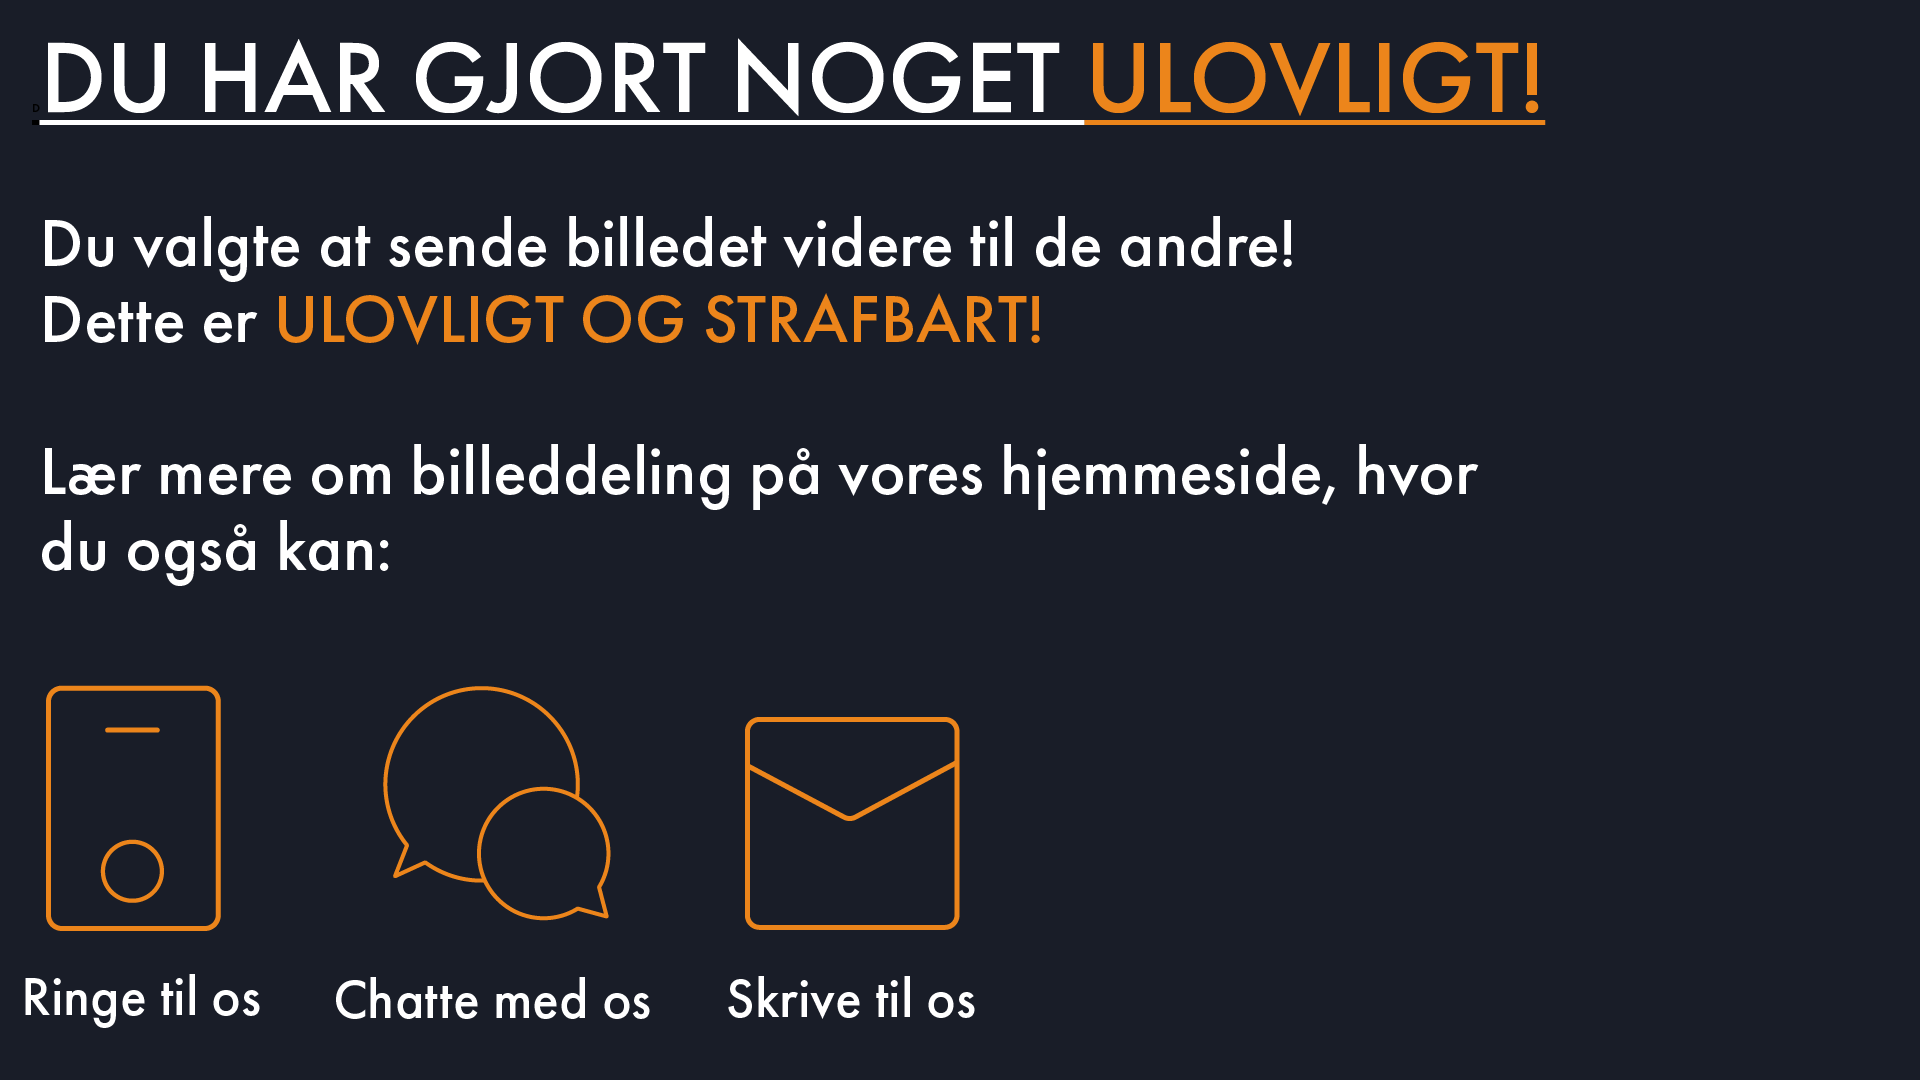 DU HAR GJORT NOGET ULOVLIGT!
Du valgte at sende billedet videre til de andre!
Dette er ULOVLIGT OG STRAFBART!
Lær mere om billeddeling på vores hjemmeside, hvor
du også kan:
Ringe til os
Chatte med os
Skrive til os